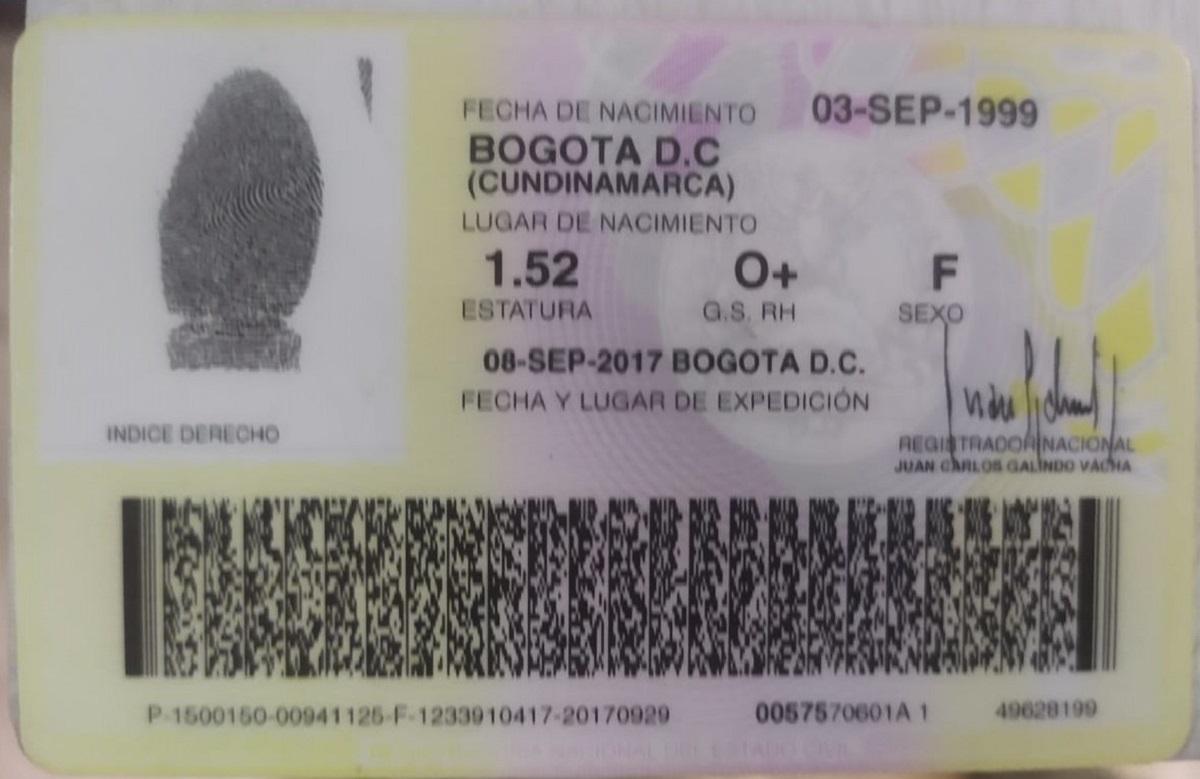 FECHA DE NACIMIENTO 03-SEP-1999
BOGOTA D.C
(CUNDINAMARCA)
LUGAR DE NACIMIENTO
1.52 O+ F
ESTATURA G.S. RH SEXO
08-SEP-2017 BOGOTA D.C.
FECHA Y LUGAR DE EXPEDICIÓN
INDICE DERECHO
REGISTRADOR NACIONAL
JUAN CARLOS GALINDO VACHA
P-1500150-00941125-F-1233910417-20170929 0057570601A 1 49628199